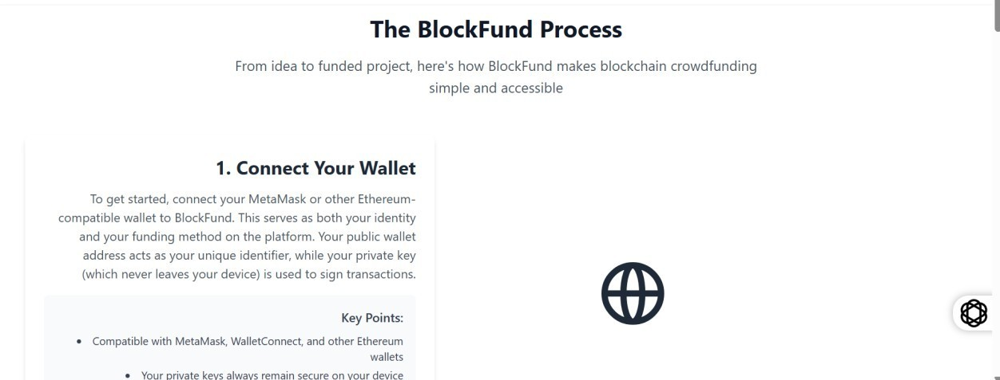 The BlockFund Process
From idea to funded project, here's how BlockFund makes blockchain crowdfunding
simple and accessible
1. Connect Your Wallet
To get started, connect your MetaMask or other Ethereum-
compatible wallet to BlockFund. This serves as both your identity
and your funding method on the platform. Your public wallet
address acts as your unique identifier, while your private key
(which never leaves your device) is used to sign transactions.
Key Points:
• Compatible with MetaMask, WalletConnect, and other Ethereum
wallets
• Your private keys always remain secure on your device